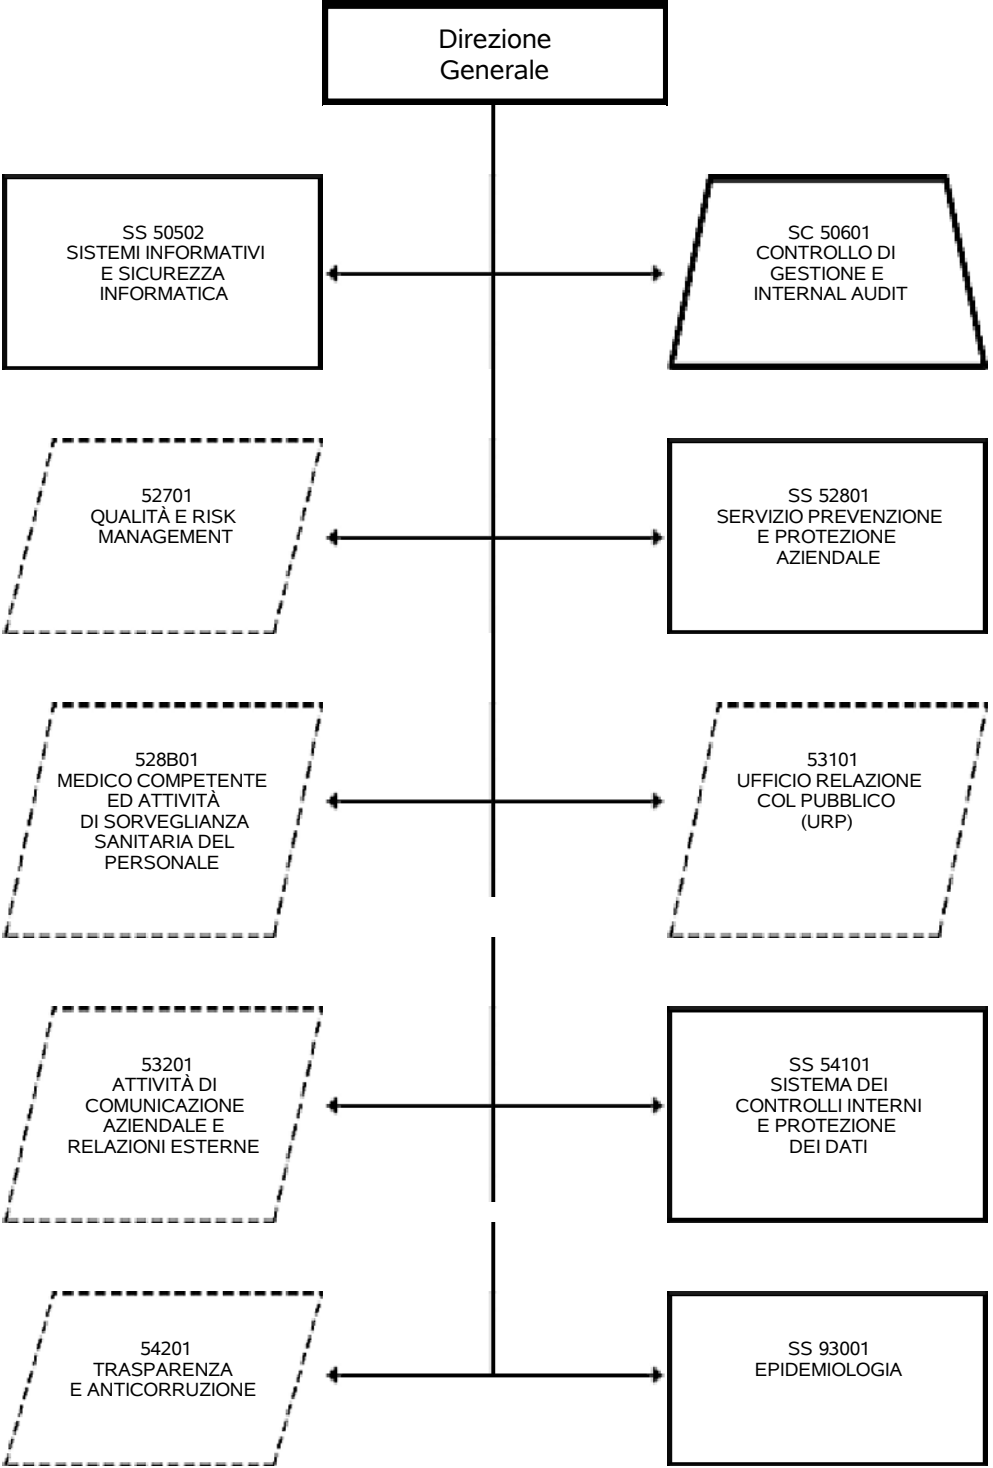 Direzione
Generale
SS 50502
SISTEMI INFORMATIVI
E SICUREZZA
INFORMATICA
SC 50601
CONTROLLO DI
GESTIONE E
INTERNAL AUDIT
52701
QUALITÀ E RISK
MANAGEMENT
SS 52801
SERVIZIO PREVENZIONE
E PROTEZIONE
AZIENDALE
528B01
MEDICO COMPETENTE
ED ATTIVITÀ
DI SORVEGLIANZA
SANITARIA DEL
PERSONALE
53101
UFFICIO RELAZIONE
COL PUBBLICO
(URP)
53201
ATTIVITÀ DI
COMUNICAZIONE
AZIENDALE E
RELAZIONI ESTERNE
SS 54101
SISTEMA DEI
CONTROLLI INTERNI
E PROTEZIONE
DEI DATI
54201
TRASPARENZA
E ANTICORRUZIONE
SS 93001
EPIDEMIOLOGIA